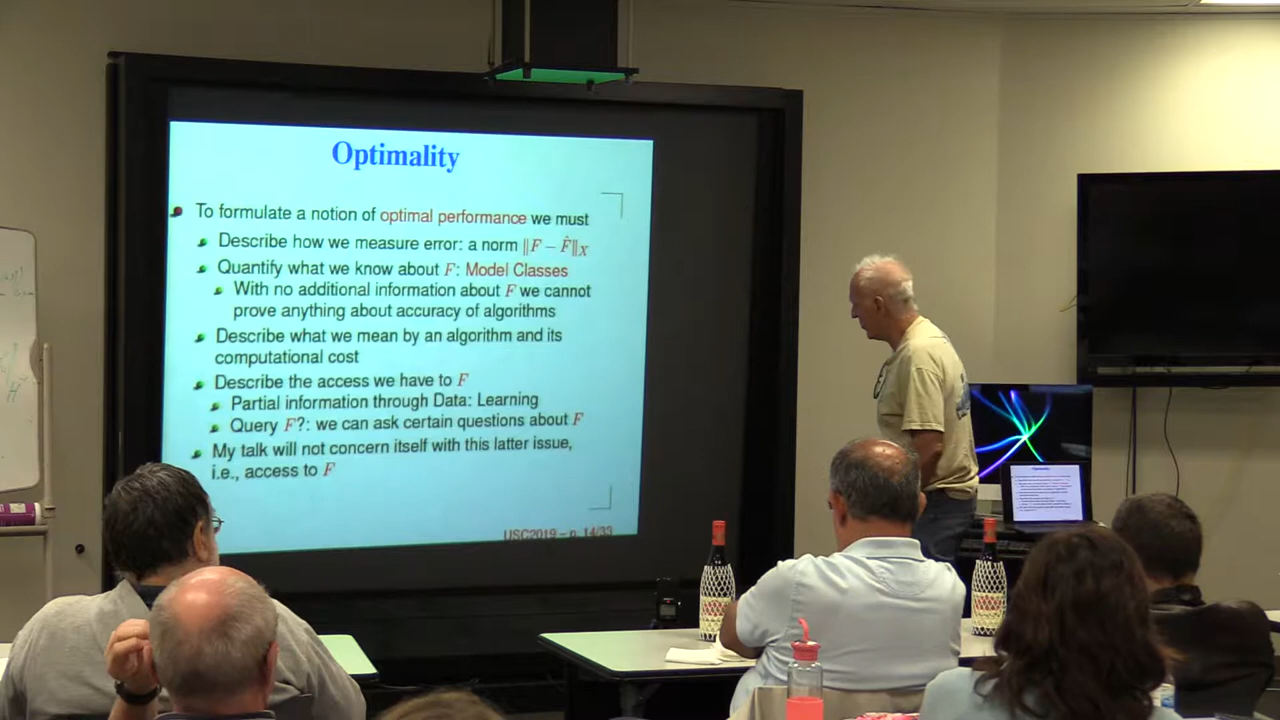 Optimality
To formulate a notion of optimal performance we must
Describe how we measure error: a norm ‖F − F̂‖X
Quantify what we know about F: Model Classes
With no additional information about F we cannot
prove anything about accuracy of algorithms
Describe what we mean by an algorithm and its
computational cost
Describe the access we have to F
Partial information through Data: Learning
Query F?: we can ask certain questions about F
My talk will not concern itself with this latter issue,
i.e., access to F
USC2019 – p. 14/33